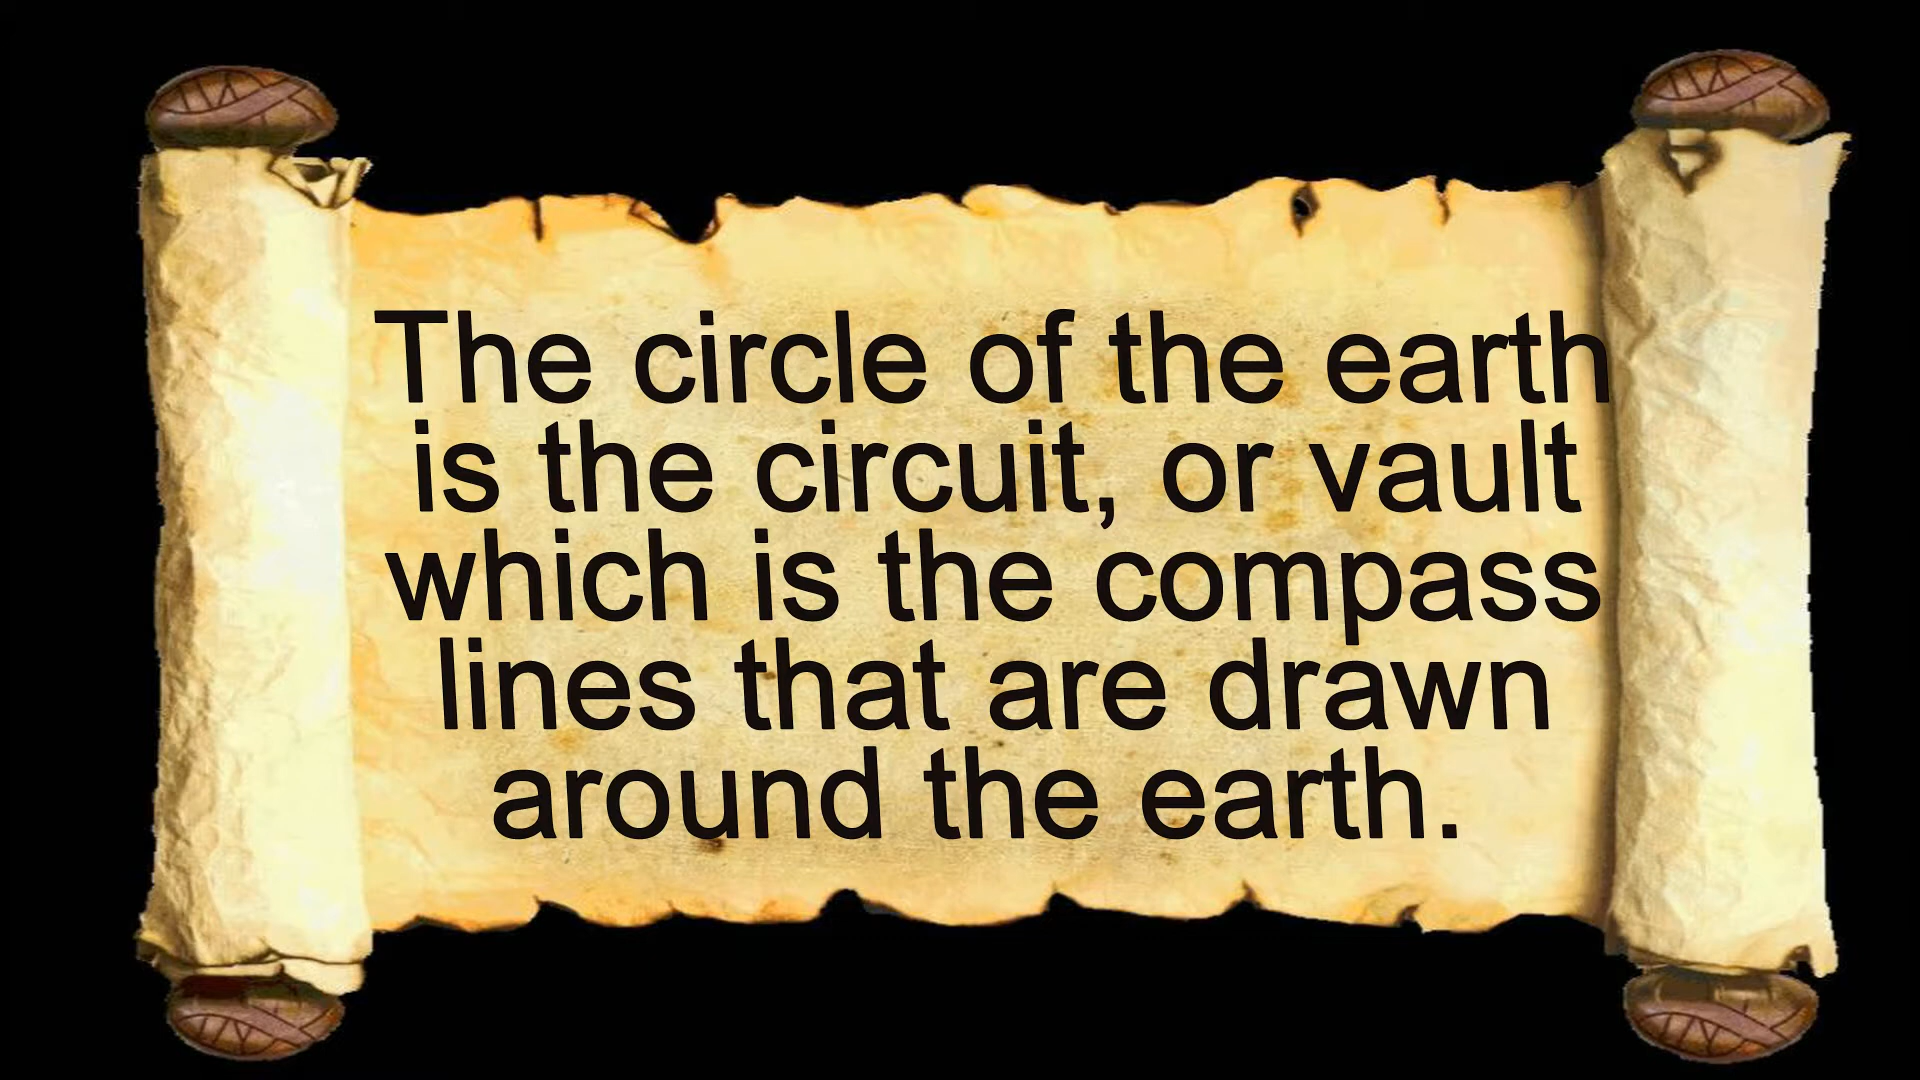 The circle of the earth
is the circuit, or vault
which is the compass
lines that are drawn
around the earth.